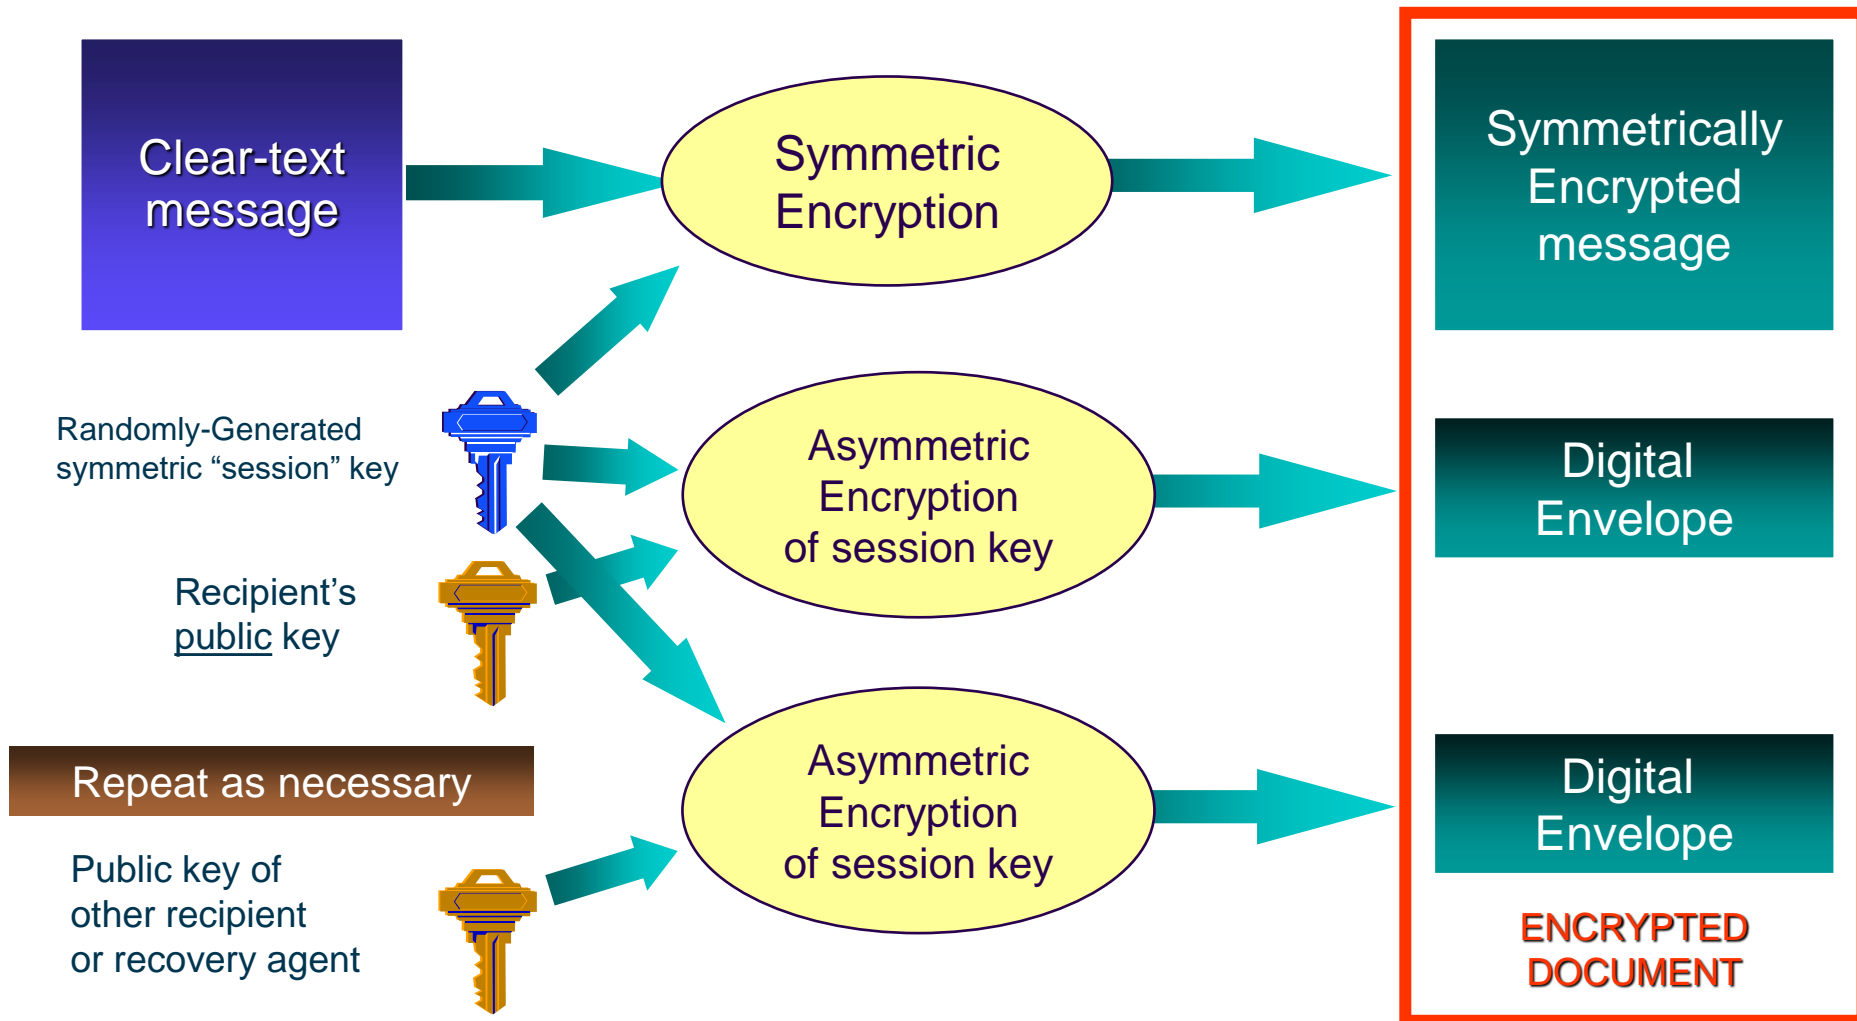 Clear-text
message
Symmetric
Encryption
Symmetrically
Encrypted
message
Randomly-Generated
symmetric “session” key
Asymmetric
Encryption
of session key
Digital
Envelope
Recipient’s
public key
Repeat as necessary
Asymmetric
Encryption
of session key
Digital
Envelope
Public key of
other recipient
or recovery agent
ENCRYPTED
DOCUMENT